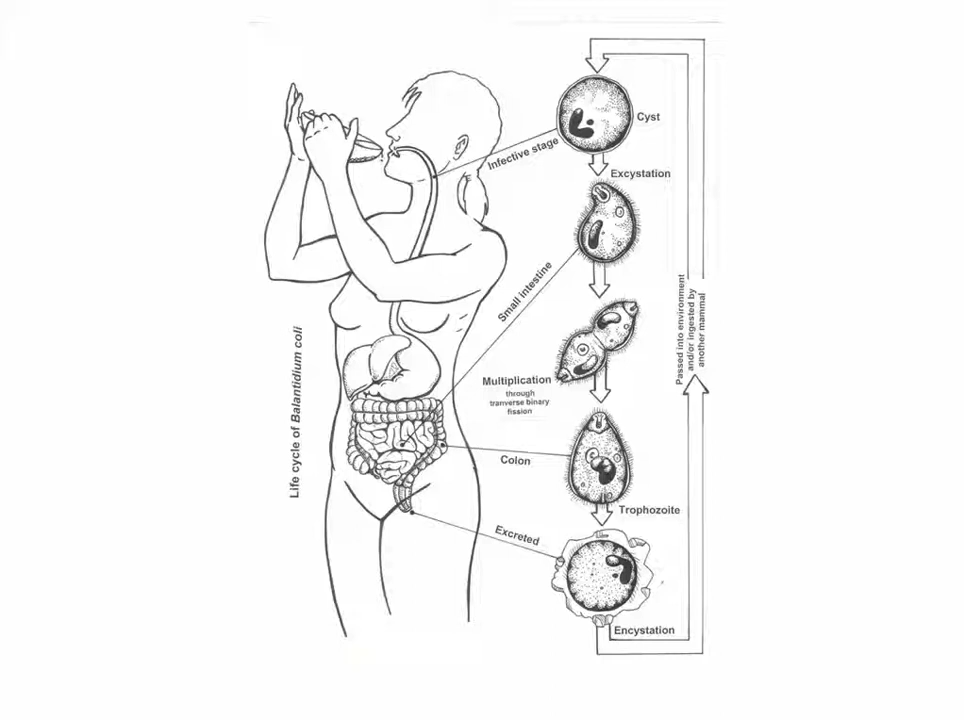 Cyst
Infective stage
Excystation
Small intestine
Multiplication
through
tranverse binary
fission
Colon
Trophozoite
Excreted
Encystation
Passed into environment
and/or ingested by
another mammal
Life cycle of Balantidium coli